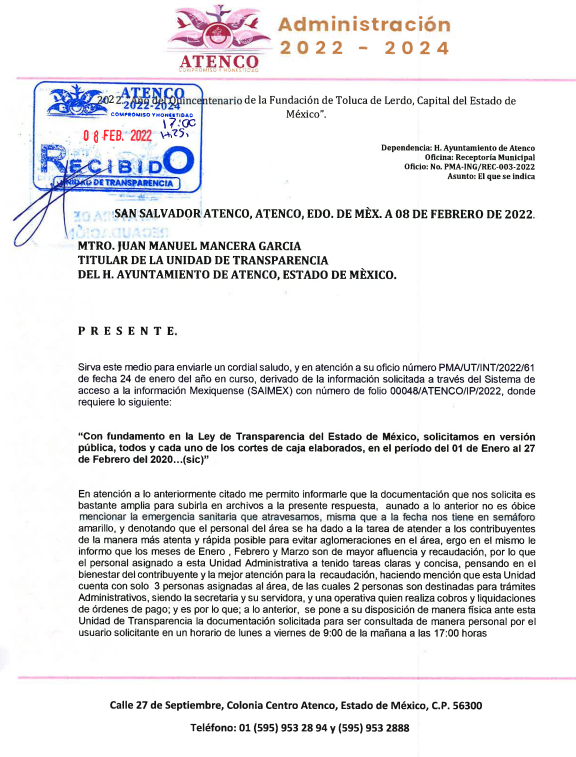 ATENCO
COMPROMISO Y HONESTIDAD
Administración
2022 - 2024
ATENCO
2022-2024
COMPROMISO Y HONESTIDAD
17:00
08 FEB. 2022 Hrs.
RECIBIDO
UNIDAD DE TRANSPARENCIA
2022. Año del Quincentenario de la Fundación de Toluca de Lerdo, Capital del Estado de
México”.
Dependencia: H. Ayuntamiento de Atenco
Oficina: Receptoría Municipal
Oficio: No. PMA-ING/REC-003-2022
Asunto: El que se indica
SAN SALVADOR ATENCO, ATENCO, EDO. DE MÈX. A 08 DE FEBRERO DE 2022.
MTRO. JUAN MANUEL MANCERA GARCIA
TITULAR DE LA UNIDAD DE TRANSPARENCIA
DEL H. AYUNTAMIENTO DE ATENCO, ESTADO DE MÈXICO.
P R E S E N T E.
Sirva este medio para enviarle un cordial saludo, y en atención a su oficio número PMA/UT/INT/2022/61
de fecha 24 de enero del año en curso, derivado de la información solicitada a través del Sistema de
acceso a la información Mexiquense (SAIMEX) con número de folio 00048/ATENCO/IP/2022, donde
requiere lo siguiente:
“Con fundamento en la Ley de Transparencia del Estado de México, solicitamos en versión
pública, todos y cada uno de los cortes de caja elaborados, en el período del 01 de Enero al 27
de Febrero del 2020…(sic)”
En atención a lo anteriormente citado me permito informarle que la documentación que nos solicita es
bastante amplia para subirla en archivos a la presente respuesta, aunado a lo anterior no es óbice
mencionar la emergencia sanitaria que atravesamos, misma que a la fecha nos tiene en semáforo
amarillo, y denotando que el personal del área se ha dado a la tarea de atender a los contribuyentes
de la manera más atenta y rápida posible para evitar aglomeraciones en el área, ergo en el mismo le
informo que los meses de Enero , Febrero y Marzo son de mayor afluencia y recaudación, por lo que
el personal asignado a esta Unidad Administrativa a tenido tareas claras y concisa, pensando en el
bienestar del contribuyente y la mejor atención para la recaudación, haciendo mención que esta Unidad
cuenta con solo 3 personas asignadas al área, de las cuales 2 personas son destinadas para trámites
Administrativos, siendo la secretaria y su servidora, y una operativa quien realiza cobros y liquidaciones
de órdenes de pago; y es por lo que; a lo anterior, se pone a su disposición de manera física ante esta
Unidad de Transparencia la documentación solicitada para ser consultada de manera personal por el
usuario solicitante en un horario de lunes a viernes de 9:00 de la mañana a las 17:00 horas
Calle 27 de Septiembre, Colonia Centro Atenco, Estado de México, C.P. 56300
Teléfono: 01 (595) 953 28 94 y (595) 953 2888